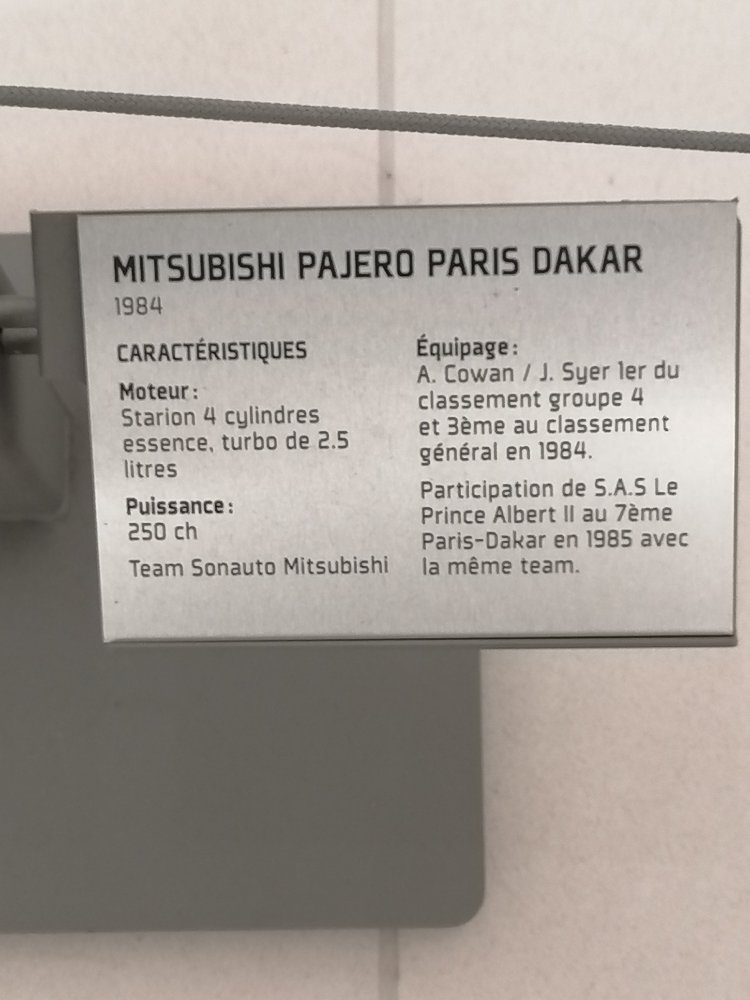 MITSUBISHI PAJERO PARIS DAKAR
1984
CARACTÉRISTIQUES
Moteur:
Starion 4 cylindres
essence, turbo de 2.5
litres
Puissance:
250 ch
Team Sonauto Mitsubishi
Équipage:
A. Cowan / J. Syer 1er du
classement groupe 4
et 3ème au classement
général en 1984.
Participation de S.A.S Le
Prince Albert II au 7ème
Paris-Dakar en 1985 avec
la même team.